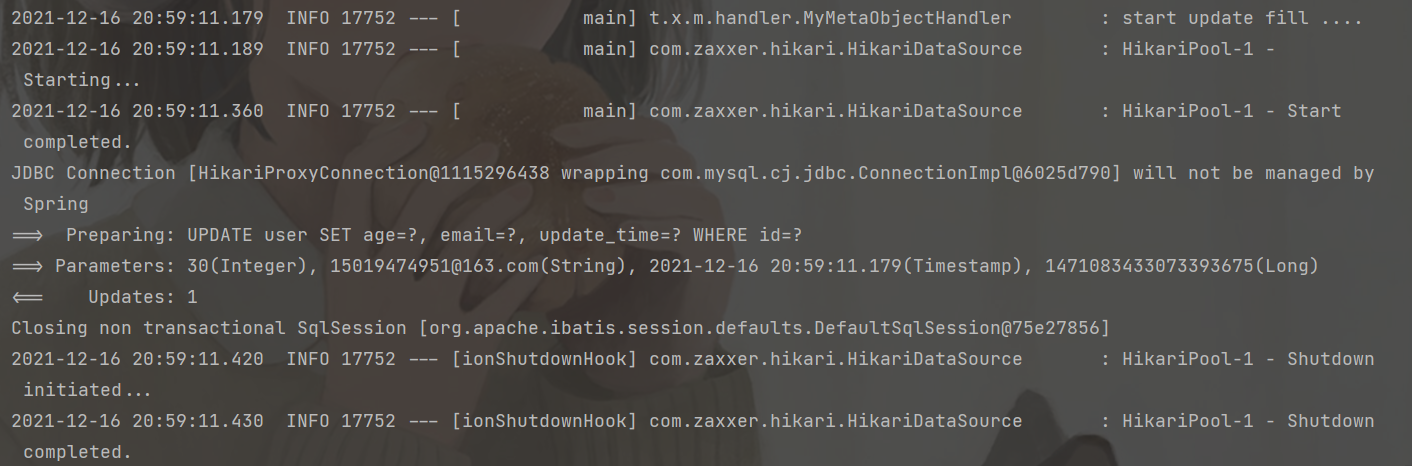 2021-12-16 20:59:11.179  INFO 17752 --- [           main] t.x.m.handler.MyMetaObjectHandler        : start update fill ....
2021-12-16 20:59:11.189  INFO 17752 --- [           main] com.zaxxer.hikari.HikariDataSource       : HikariPool-1 -
 Starting...
2021-12-16 20:59:11.360  INFO 17752 --- [           main] com.zaxxer.hikari.HikariDataSource       : HikariPool-1 - Start
 completed.
JDBC Connection [HikariProxyConnection@1115296438 wrapping com.mysql.cj.jdbc.ConnectionImpl@6025d790] will not be managed by
 Spring
==>  Preparing: UPDATE user SET age=?, email=?, update_time=? WHERE id=?
==> Parameters: 30(Integer), 15019474951@163.com(String), 2021-12-16 20:59:11.179(Timestamp), 1471083433073393675(Long)
<==    Updates: 1
Closing non transactional SqlSession [org.apache.ibatis.session.defaults.DefaultSqlSession@75e27856]
2021-12-16 20:59:11.420  INFO 17752 --- [ionShutdownHook] com.zaxxer.hikari.HikariDataSource       : HikariPool-1 - Shutdown
 initiated...
2021-12-16 20:59:11.430  INFO 17752 --- [ionShutdownHook] com.zaxxer.hikari.HikariDataSource       : HikariPool-1 - Shutdown
 completed.